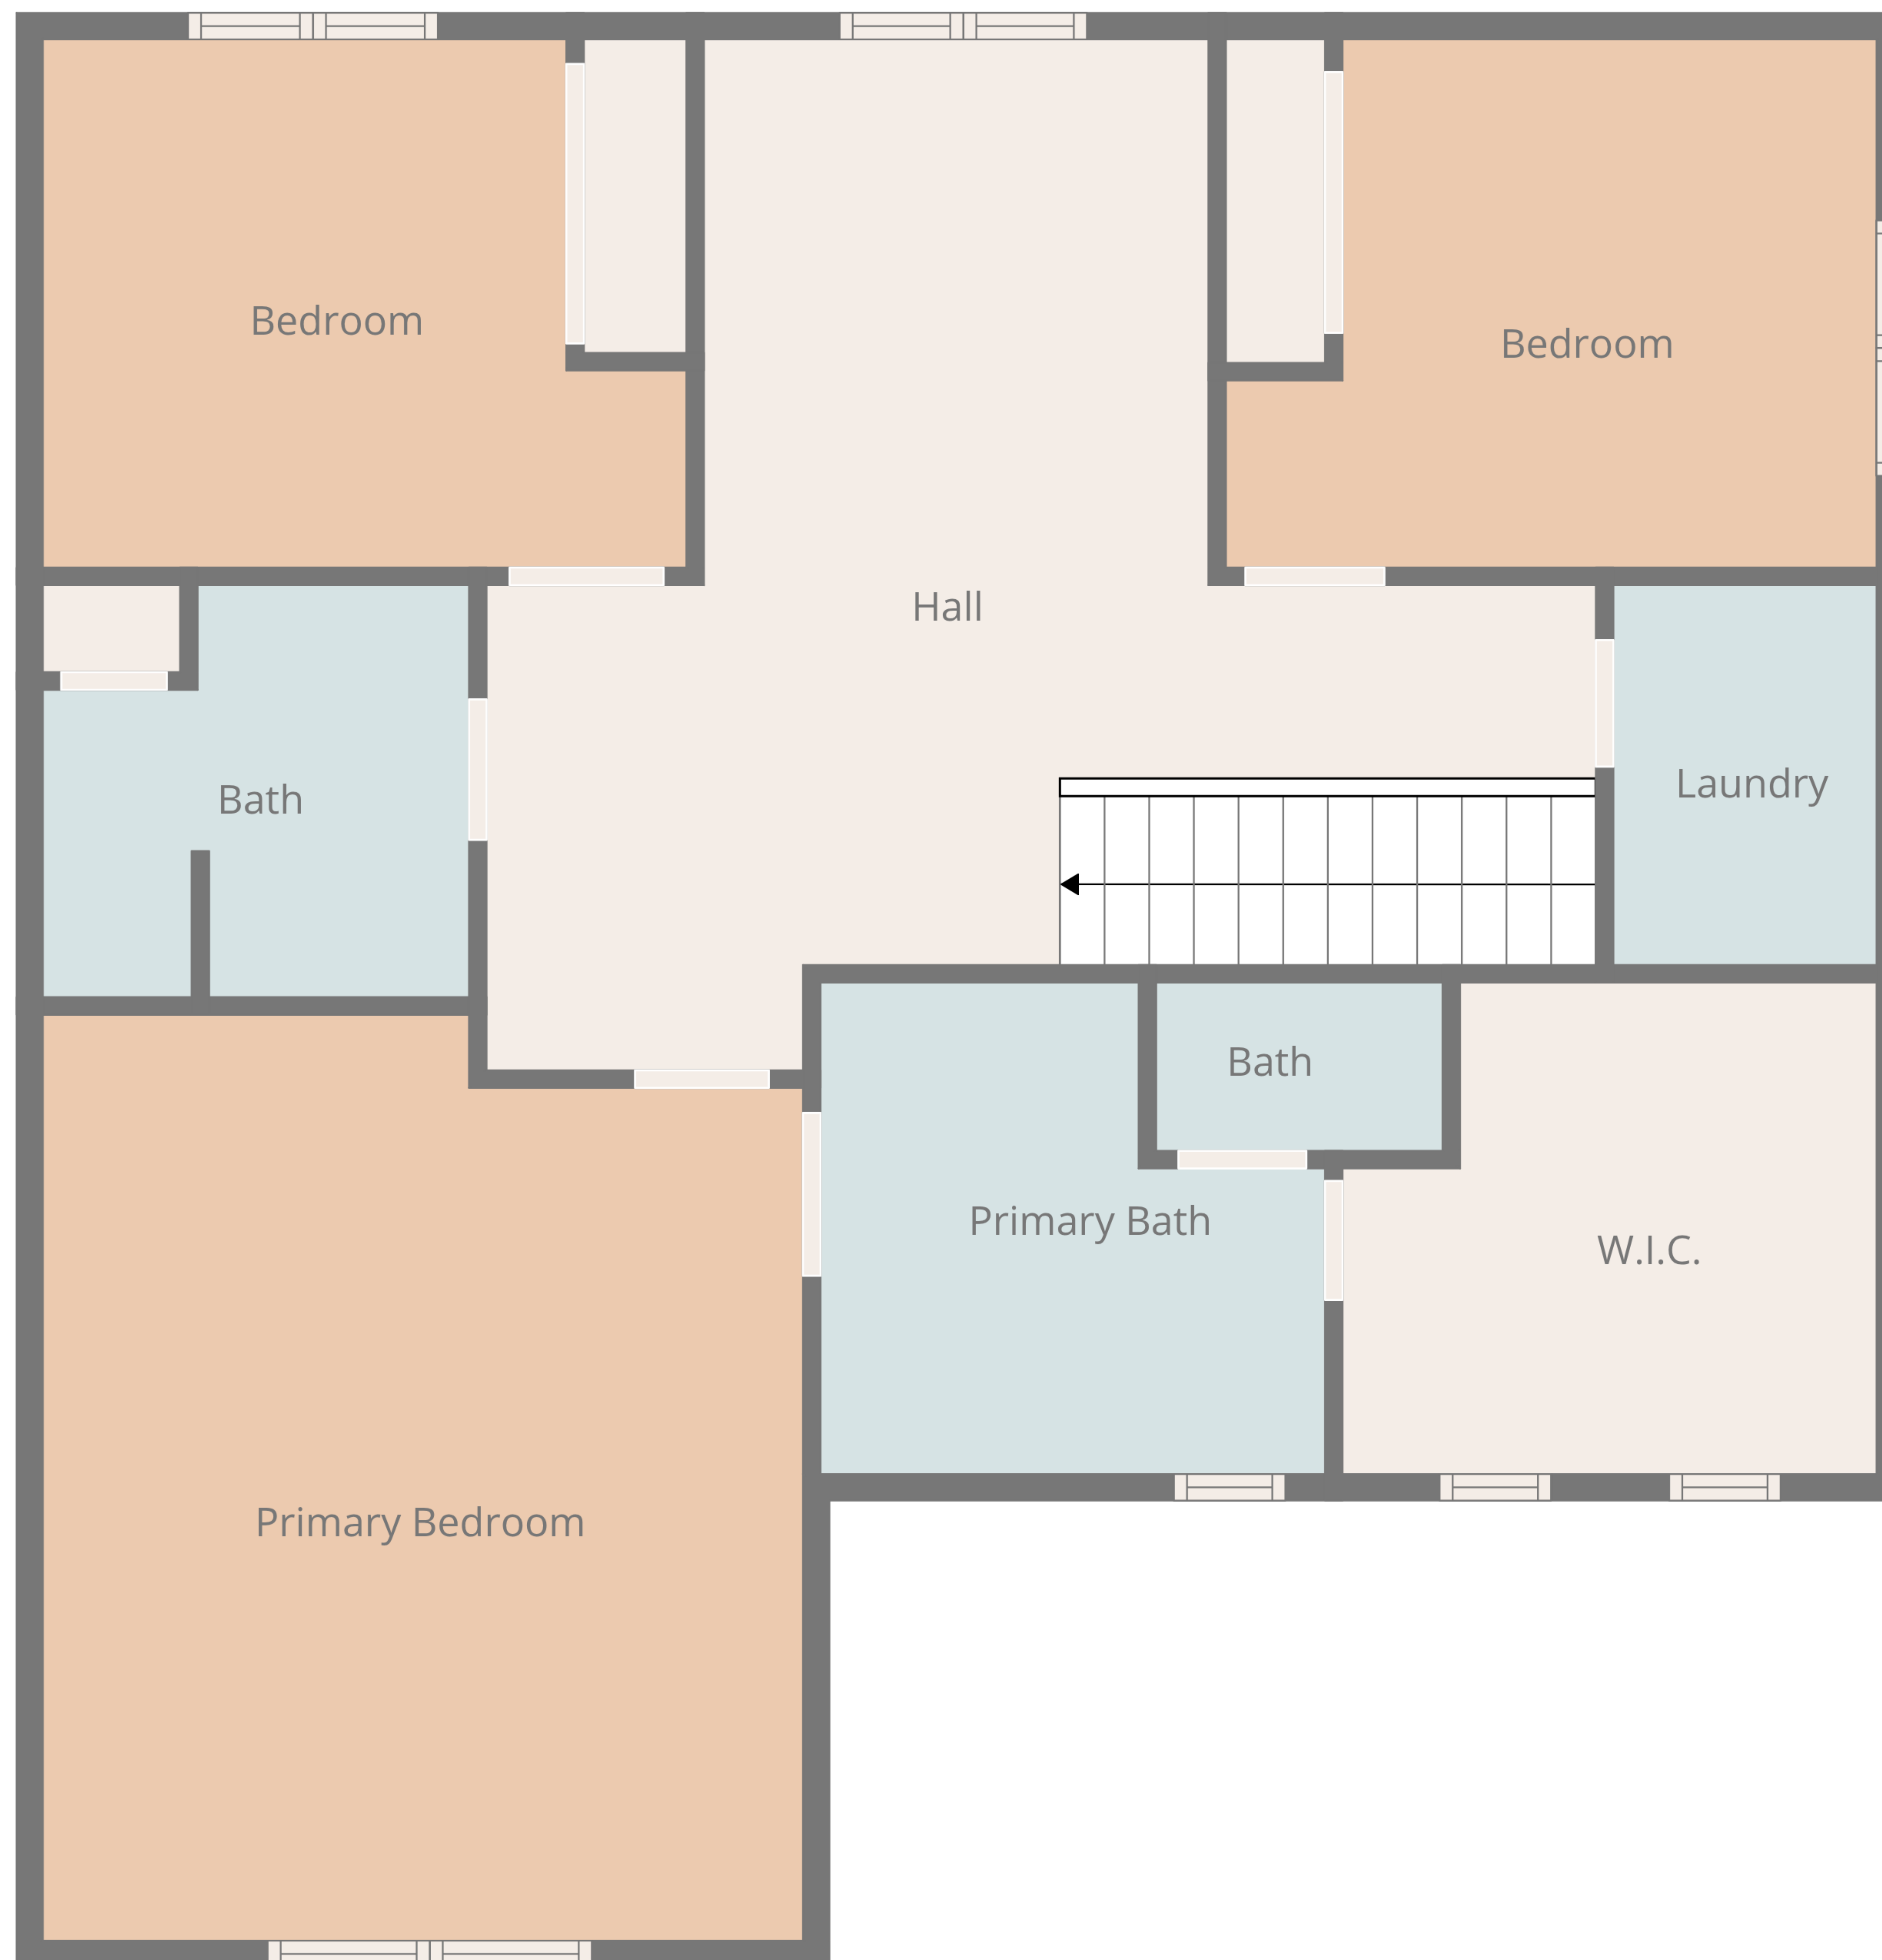 Bedroom
Bedroom
Hall
Bath
Laundry
Bath
Primary Bath
W.I.C.
Primary Bedroom